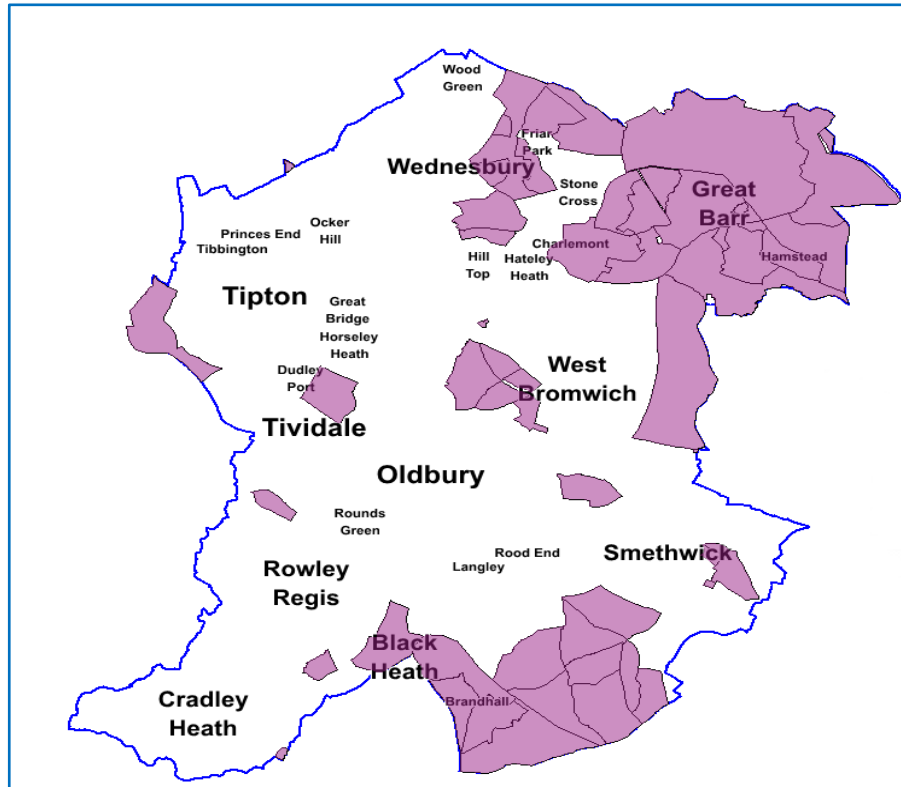 Wood
Green
Friar
Park
Wednesbury
Stone
Cross
Great
Barr
Ocker
Hill
Princes End
Tibbington
Charlemont
Hill
Top
Hateley
Heath
Hamstead
Tipton
Great
Bridge
Horseley
Heath
Dudley
Port
West
Bromwich
Tividale
Oldbury
Rounds
Green
Rood End
Langley
Smethwick
Rowley
Regis
Black
Heath
Brandhall
Cradley
Heath